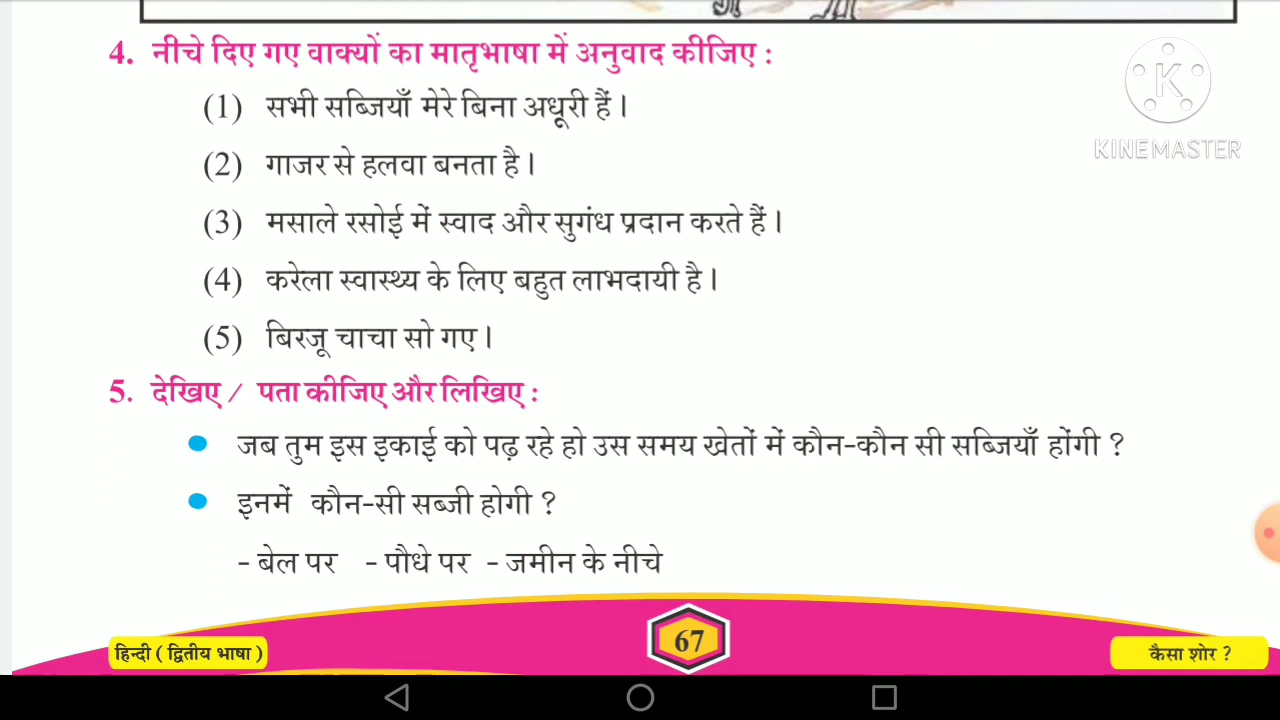 4. नीचे दिए गए वाक्यों का मातृभाषा में अनुवाद कीजिए :
(1) सभी सब्जियाँ मेरे बिना अधूरी हैं।
(2) गाजर से हलवा बनता है।
(3) मसाले रसोई में स्वाद और सुगंध प्रदान करते हैं।
(4) करेला स्वास्थ्य के लिए बहुत लाभदायी है।
(5) बिरजू चाचा सो गए।
5. देखिए / पता कीजिए और लिखिए :
● जब तुम इस इकाई को पढ़ रहे हो उस समय खेतों में कौन-कौन सी सब्जियाँ होंगी ?
● इनमें कौन-सी सब्जी होगी ?
- बेल पर - पौधे पर - जमीन के नीचे
हिन्दी ( द्वितीय भाषा ) 67 कैसा शोर ?
K
KINEMASTER